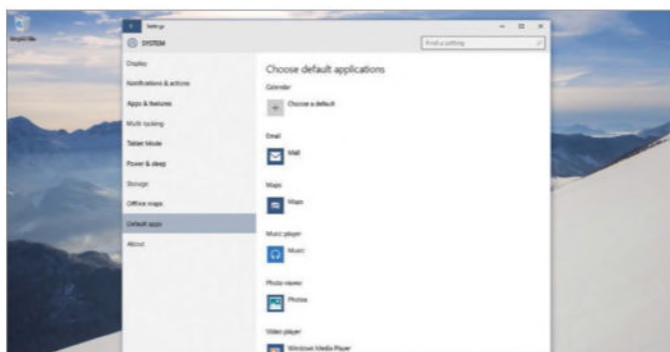 Settings
SYSTEM
Find a setting
Display
Notifications & actions
Apps & features
Multi-tasking
Tablet Mode
Power & sleep
Storage
Offline maps
Default apps
About
Choose default applications
Calendar
Choose a default
Email
Mail
Maps
Maps
Music player
Music
Photo viewer
Photos
Video player
Windows Media Player